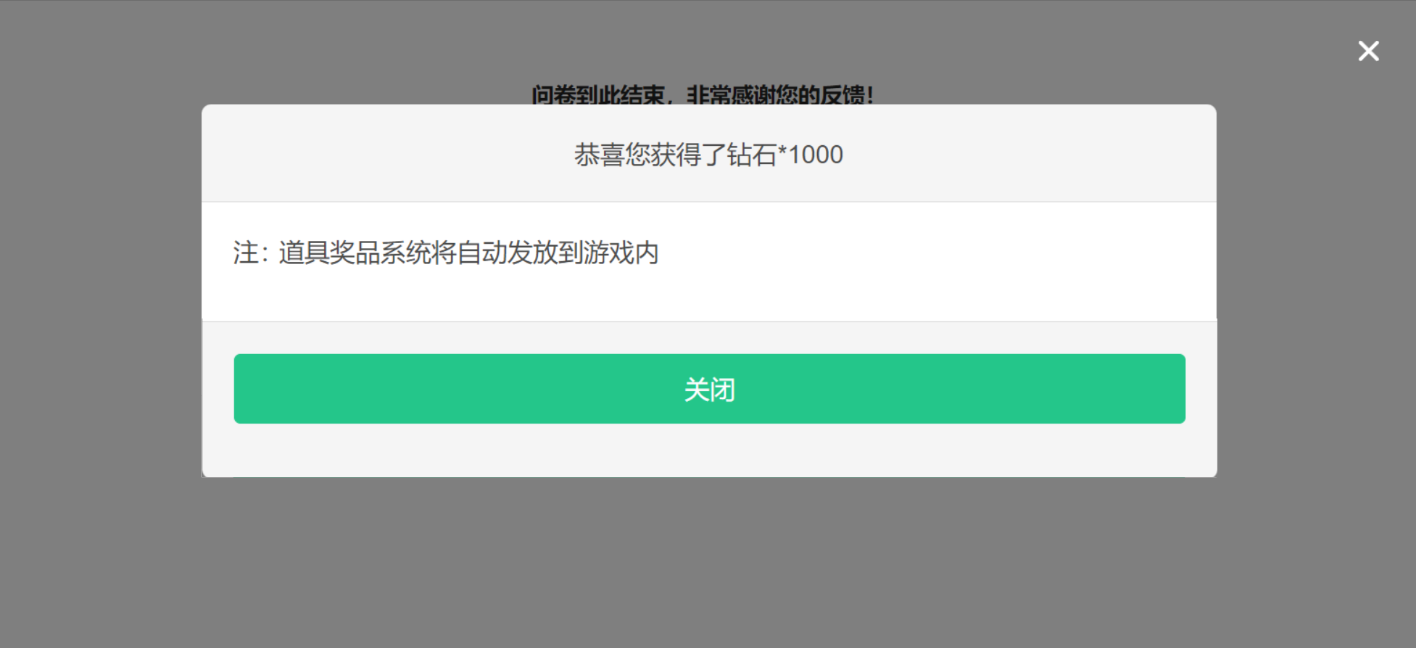 问卷到此结束，非常感谢您的反馈！
恭喜您获得了钻石*1000
注：道具奖品系统将自动发放到游戏内
关闭